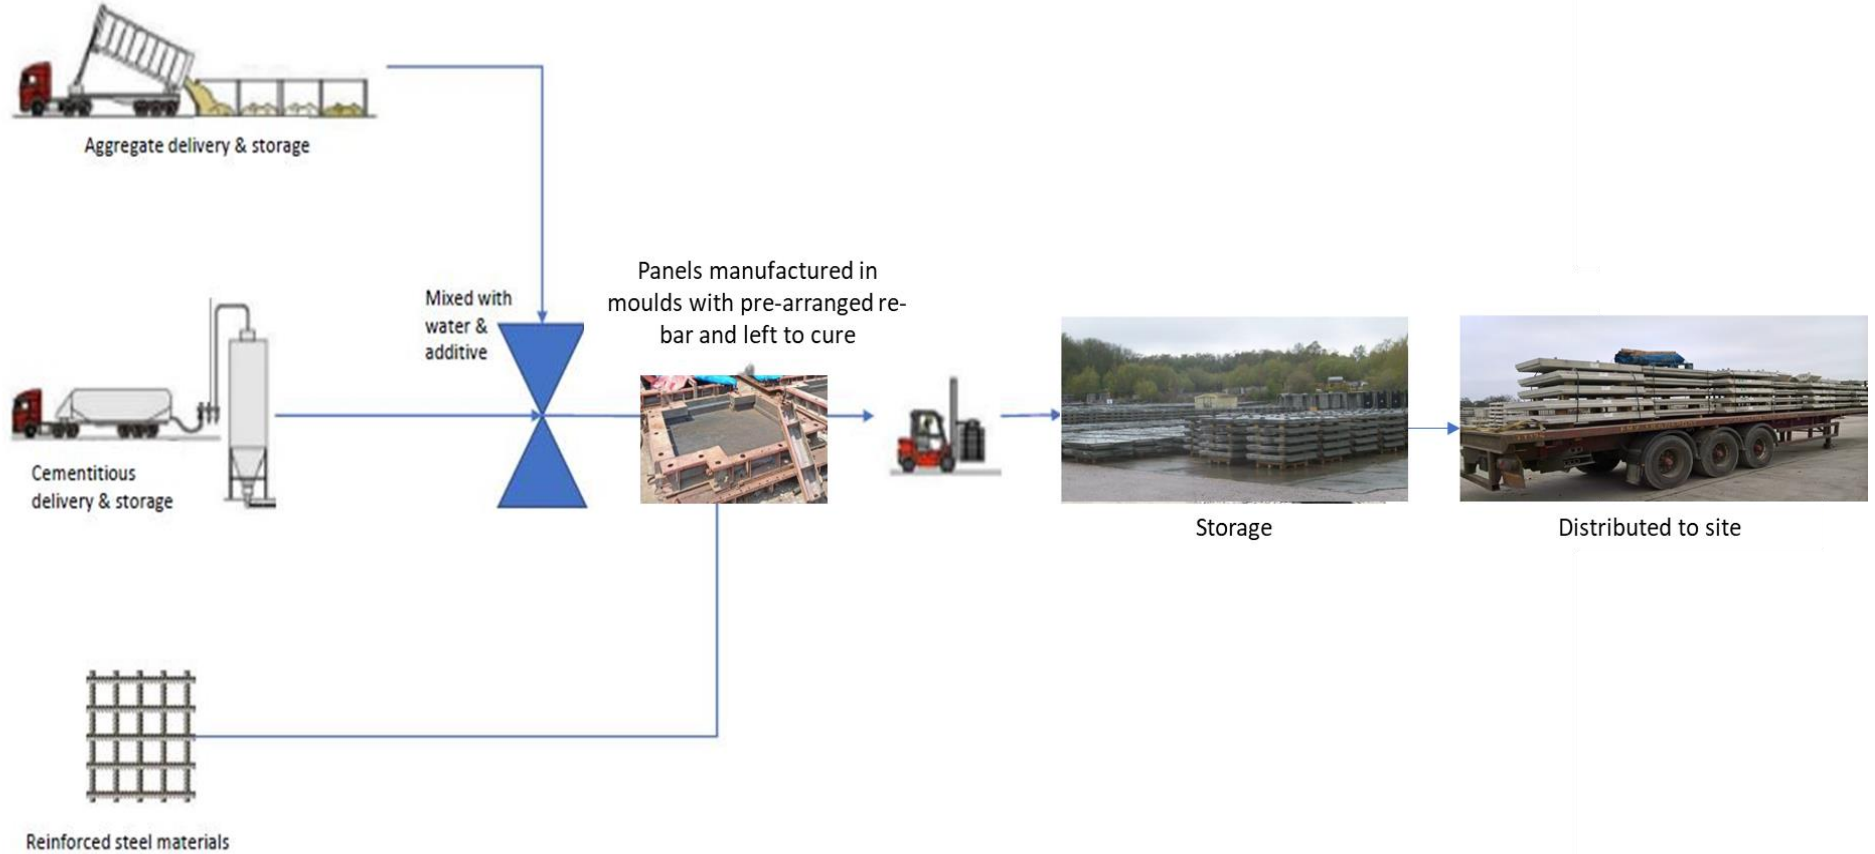 Aggregate delivery & storage
Mixed with
water &
additive
Panels manufactured in
moulds with pre-arranged re-
bar and left to cure
Cementitious
delivery & storage
Storage
Distributed to site
Reinforced steel materials